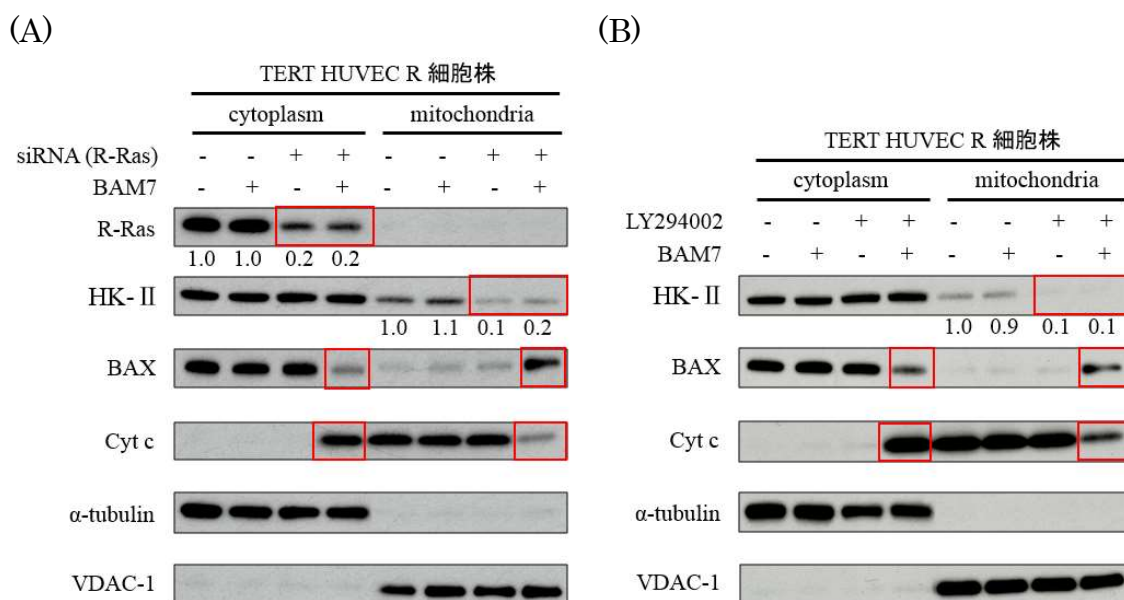 (A)
TERT HUVEC R 細胞株
cytoplasm mitochondria
siRNA (R-Ras) - - + + - - + +
BAM7 - + - + - + - +
R-Ras
1.0 1.0 0.2 0.2
HK-Ⅱ
1.0 1.1 0.1 0.2
BAX
Cyt c
α-tubulin
VDAC-1
(B)
TERT HUVEC R 細胞株
cytoplasm mitochondria
LY294002 - - + + - - + +
BAM7 - + - + - + - +
HK-Ⅱ
1.0 0.9 0.1 0.1
BAX
Cyt c
α-tubulin
VDAC-1